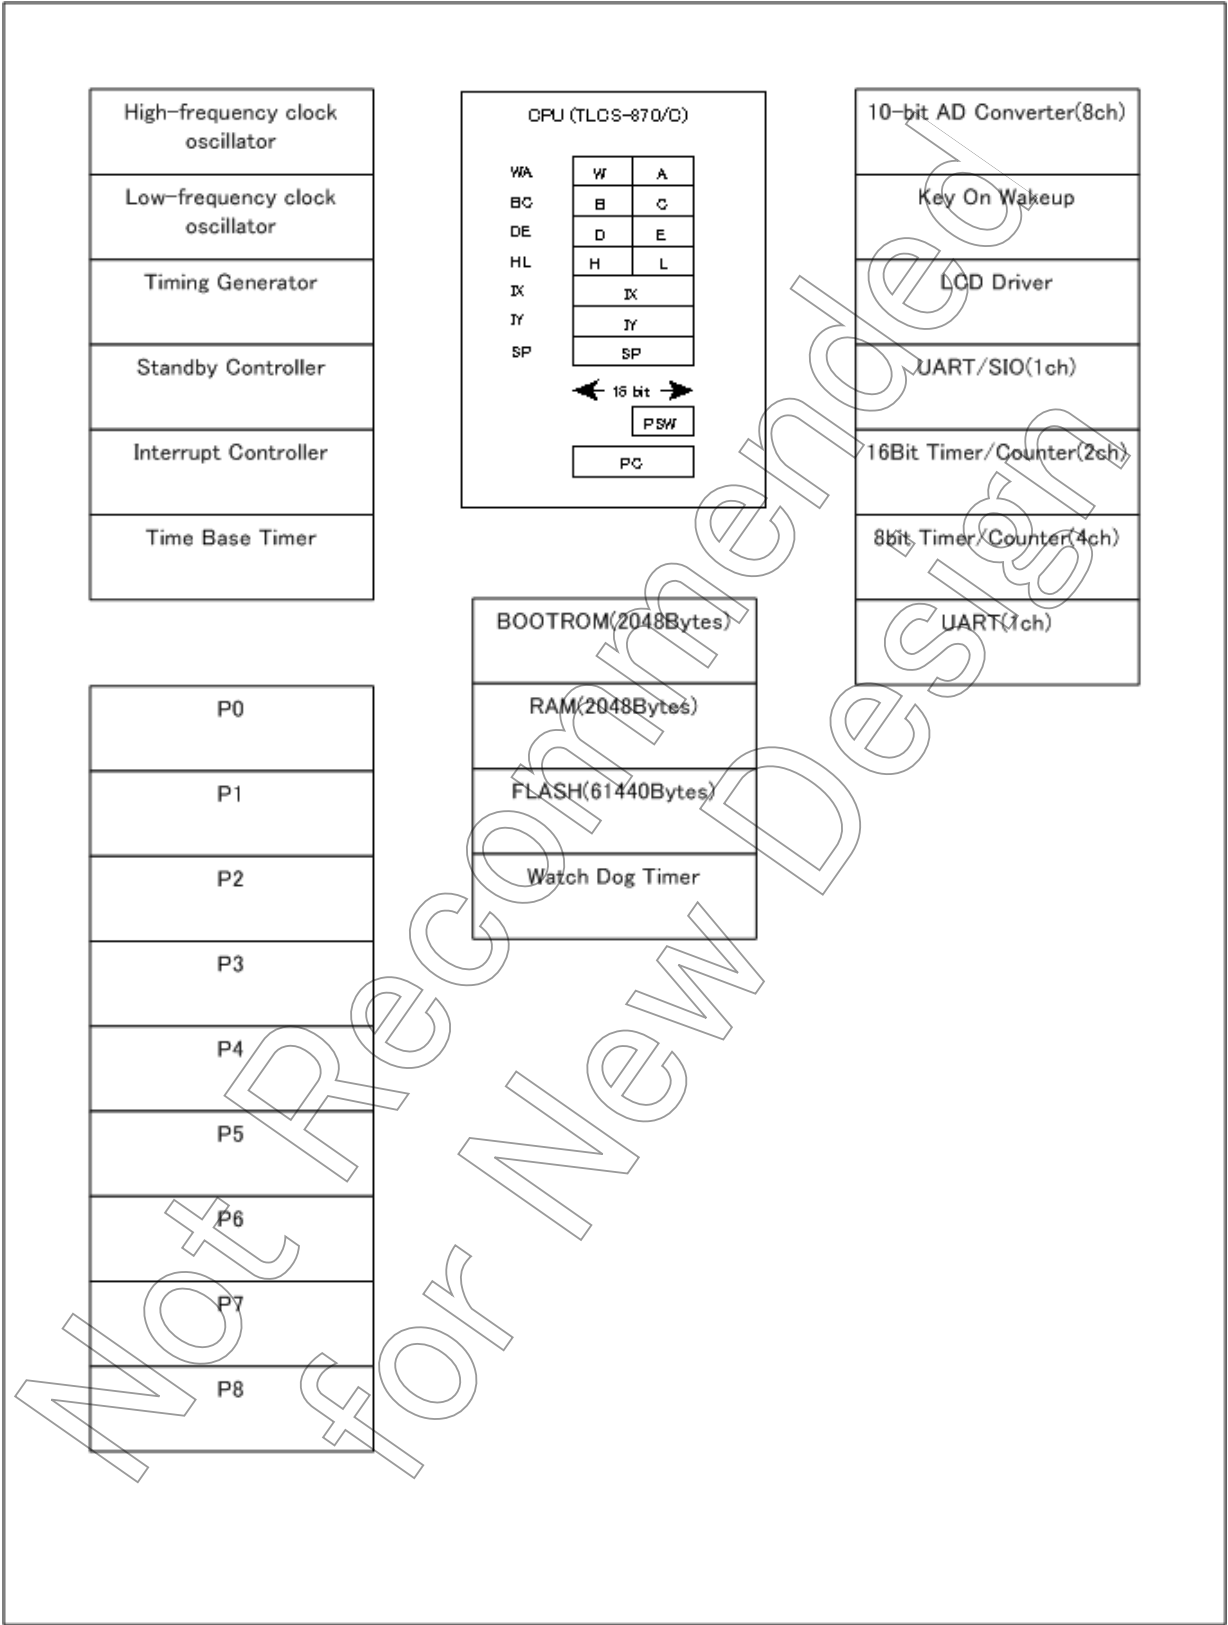 High-frequency clock
oscillator
Low-frequency clock
oscillator
Timing Generator
Standby Controller
Interrupt Controller
Time Base Timer
CPU (TLCS-870/C)
WA W A
BC B C
DE D E
HL H L
IX IX
IY IY
SP SP
16 bit
PSW
PC
10-bit AD Converter(8ch)
Key On Wakeup
LCD Driver
UART/SIO(1ch)
16Bit Timer/Counter(2ch)
8bit Timer/Counter(4ch)
UART(1ch)
BOOTROM(2048Bytes)
RAM(2048Bytes)
FLASH(61440Bytes)
Watch Dog Timer
P0
P1
P2
P3
P4
P5
P6
P7
P8
Not Recommended
for New Design